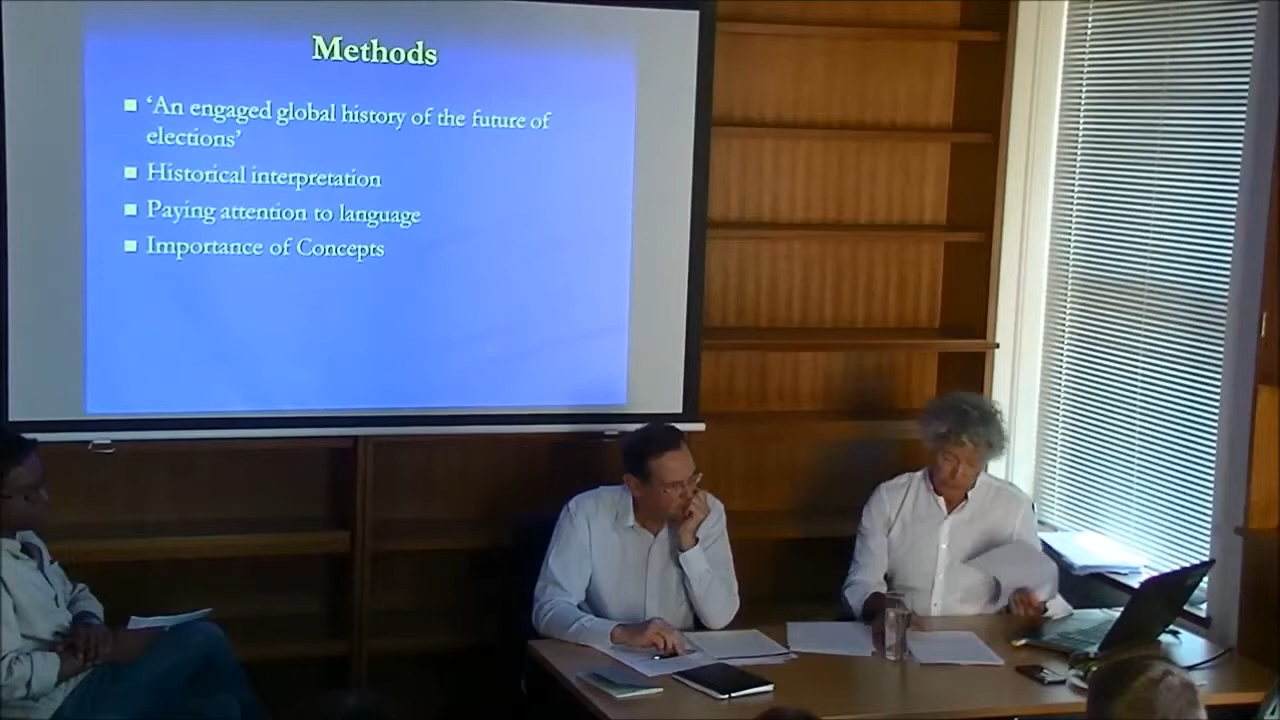 Methods
‘An engaged global history of the future of
elections’
Historical interpretation
Paying attention to language
Importance of Concepts